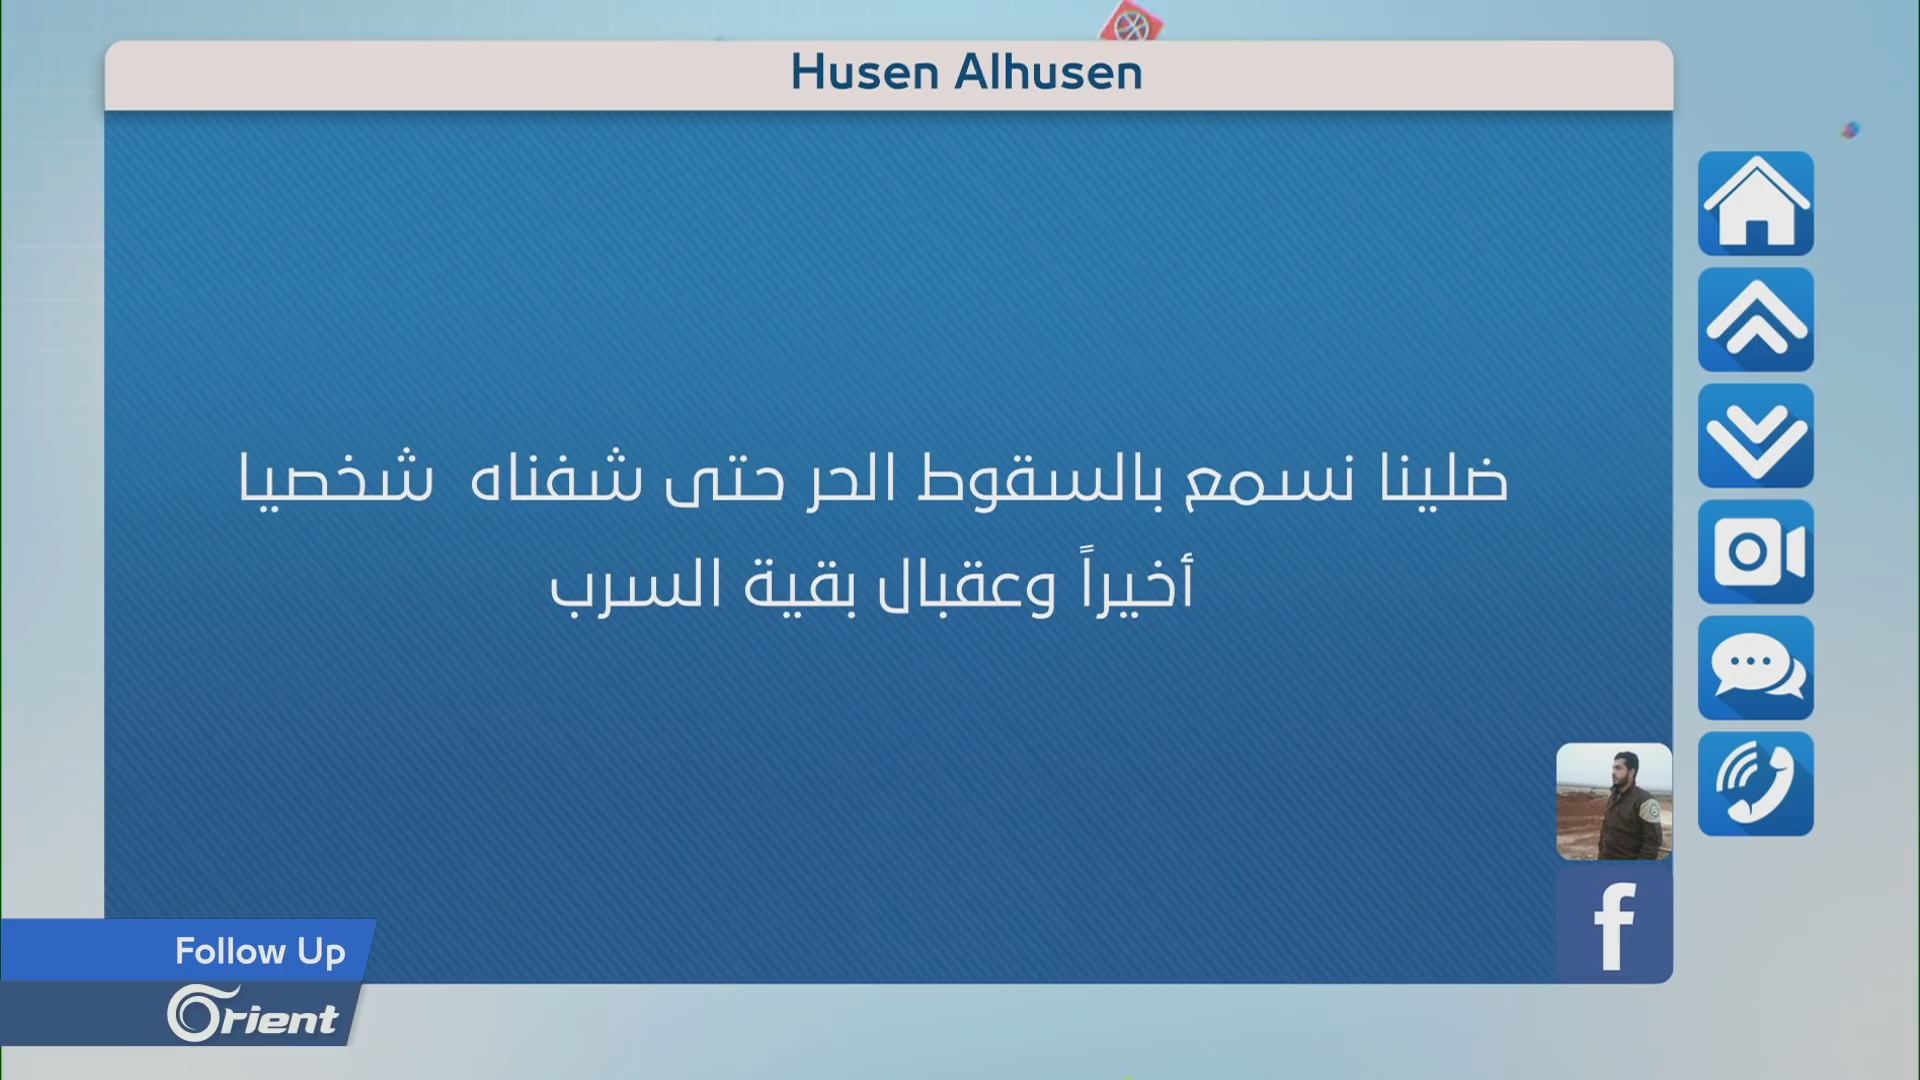 Husen Alhusen
ضلينا نسمع بالسقوط الحر حتى شفناه شخصيا
أخيراً وعقبال بقية السرب
f
Follow Up
Orient